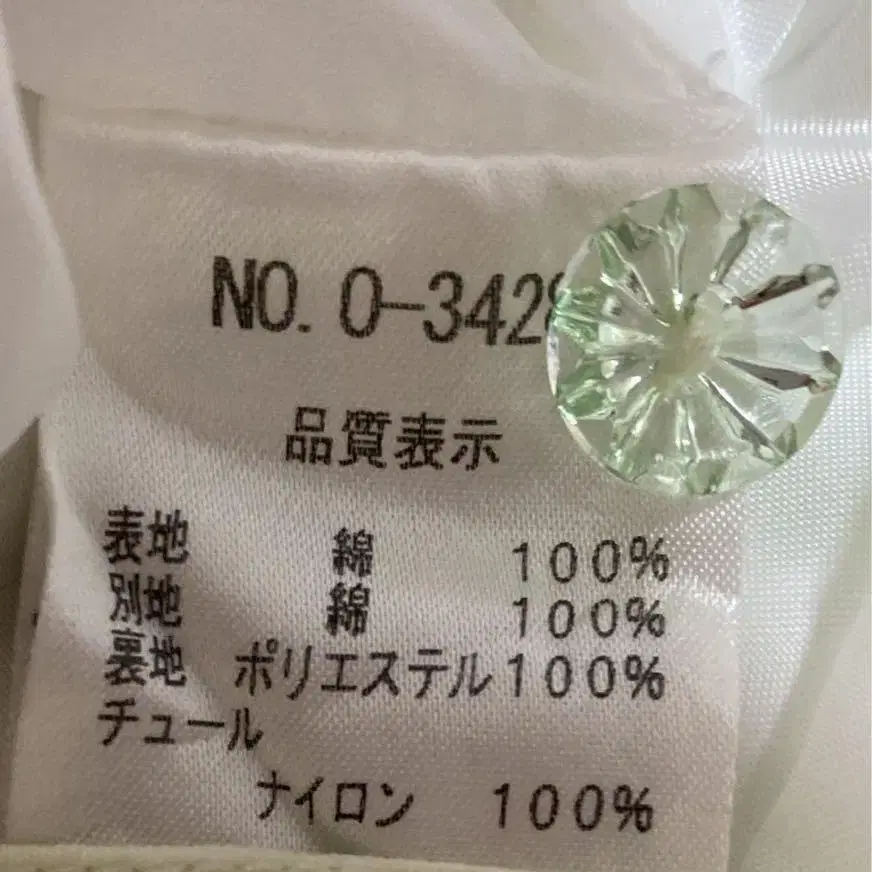 NO. 0-342
品質表示
表地 綿 100%
別地 綿 100%
裏地 ポリエステル100%
チュール
ナイロン 100%